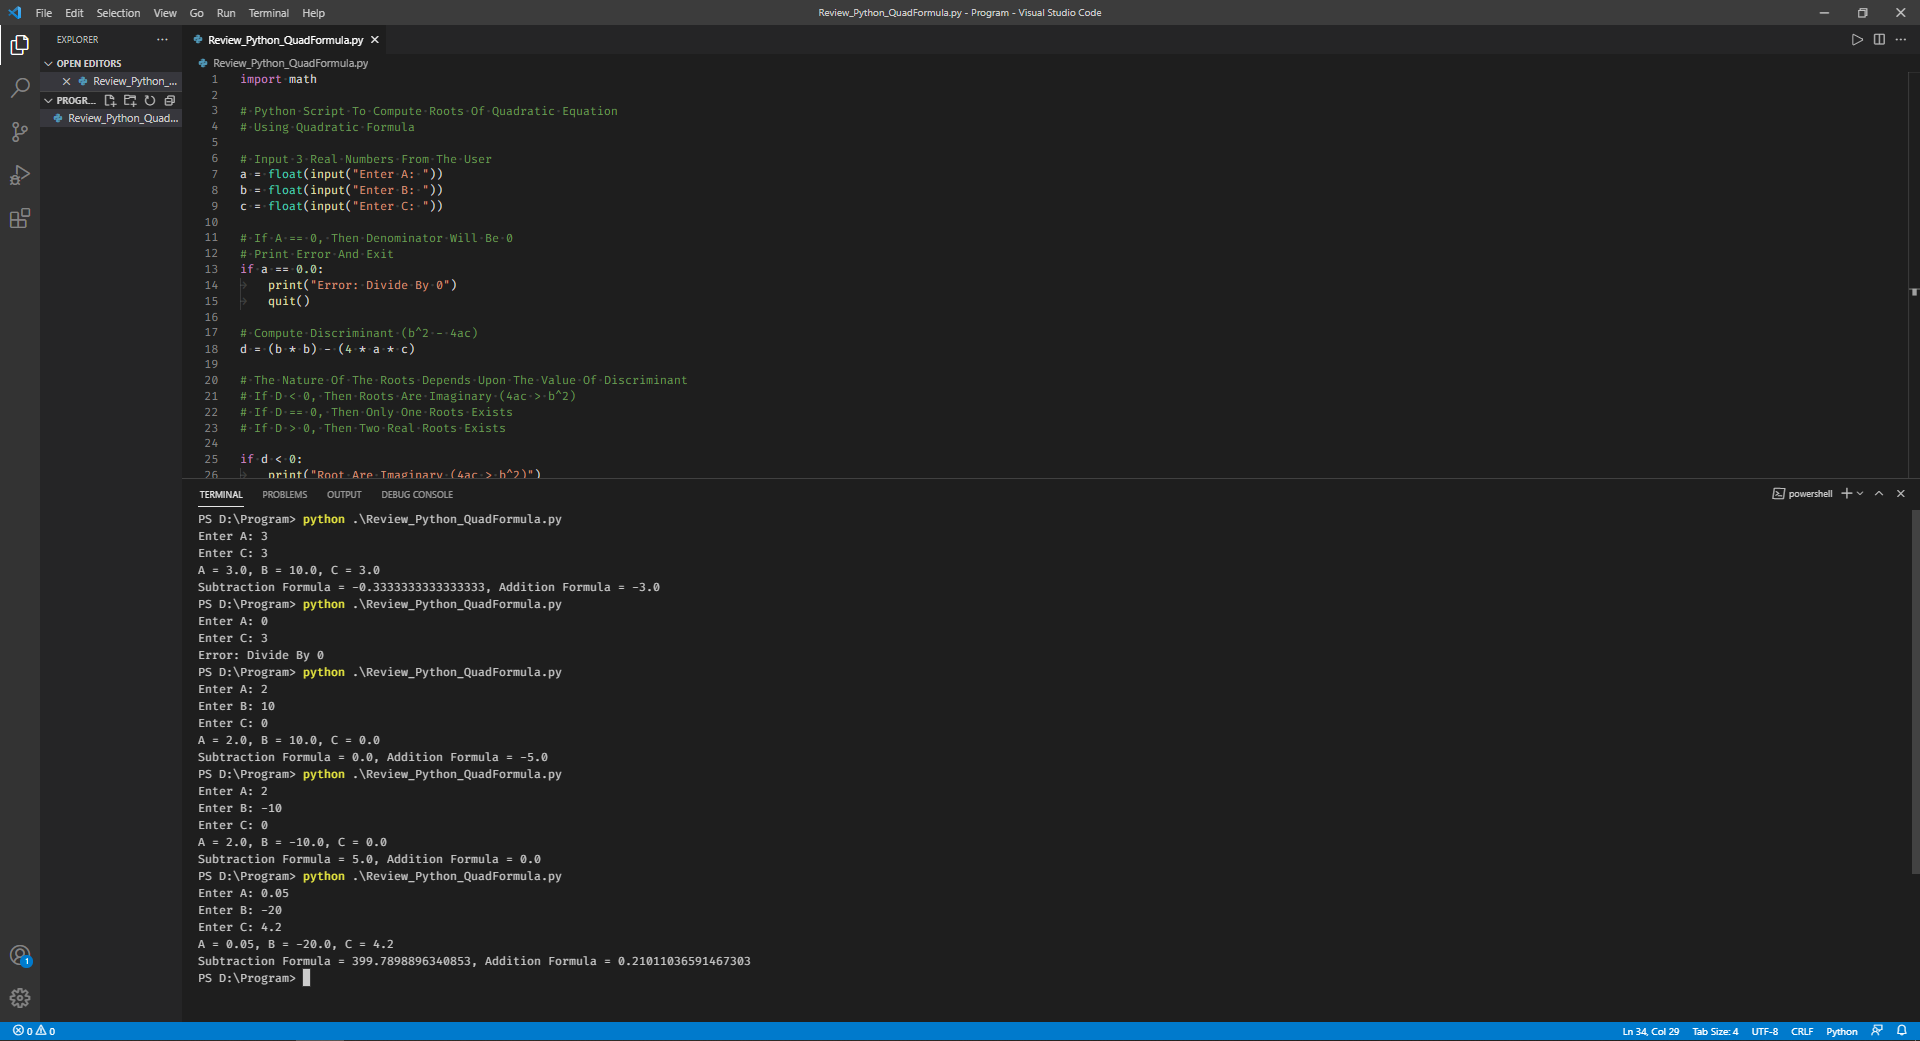 File Edit Selection View Go Run Terminal Help
Review_Python_QuadFormula.py - Program - Visual Studio Code
EXPLORER
OPEN EDITORS
Review_Python_...
PROGR...
Review_Python_Quad...
Review_Python_QuadFormula.py
Review_Python_QuadFormula.py
1 import math
2
3 # Python Script To Compute Roots Of Quadratic Equation
4 # Using Quadratic Formula
5
6 # Input 3 Real Numbers From The User
7 a = float(input("Enter A: "))
8 b = float(input("Enter B: "))
9 c = float(input("Enter C: "))
10
11 # If A == 0, Then Denominator Will Be 0
12 # Print Error And Exit
13 if a == 0.0:
14 print("Error: Divide By 0")
15 quit()
16
17 # Compute Discriminant (b^2 - 4ac)
18 d = (b * b) - (4 * a * c)
19
20 # The Nature Of The Roots Depends Upon The Value Of Discriminant
21 # If D < 0, Then Roots Are Imaginary (4ac > b^2)
22 # If D == 0, Then Only One Roots Exists
23 # If D > 0, Then Two Real Roots Exists
24
25 if d < 0:
26 print("Root Are Imaginary (4ac > b^2)")
TERMINAL PROBLEMS OUTPUT DEBUG CONSOLE
powershell
PS D:\Program> python .\Review_Python_QuadFormula.py
Enter A: 3
Enter C: 3
A = 3.0, B = 10.0, C = 3.0
Subtraction Formula = -0.3333333333333333, Addition Formula = -3.0
PS D:\Program> python .\Review_Python_QuadFormula.py
Enter A: 0
Enter C: 3
Error: Divide By 0
PS D:\Program> python .\Review_Python_QuadFormula.py
Enter A: 2
Enter B: 10
Enter C: 0
A = 2.0, B = 10.0, C = 0.0
Subtraction Formula = 0.0, Addition Formula = -5.0
PS D:\Program> python .\Review_Python_QuadFormula.py
Enter A: 2
Enter B: -10
Enter C: 0
A = 2.0, B = -10.0, C = 0.0
Subtraction Formula = 5.0, Addition Formula = 0.0
PS D:\Program> python .\Review_Python_QuadFormula.py
Enter A: 0.05
Enter B: -20
Enter C: 4.2
A = 0.05, B = -20.0, C = 4.2
Subtraction Formula = 399.7898896340853, Addition Formula = 0.21011036591467303
PS D:\Program>
1
0 0
Ln 34, Col 29 Tab Size: 4 UTF-8 CRLF Python